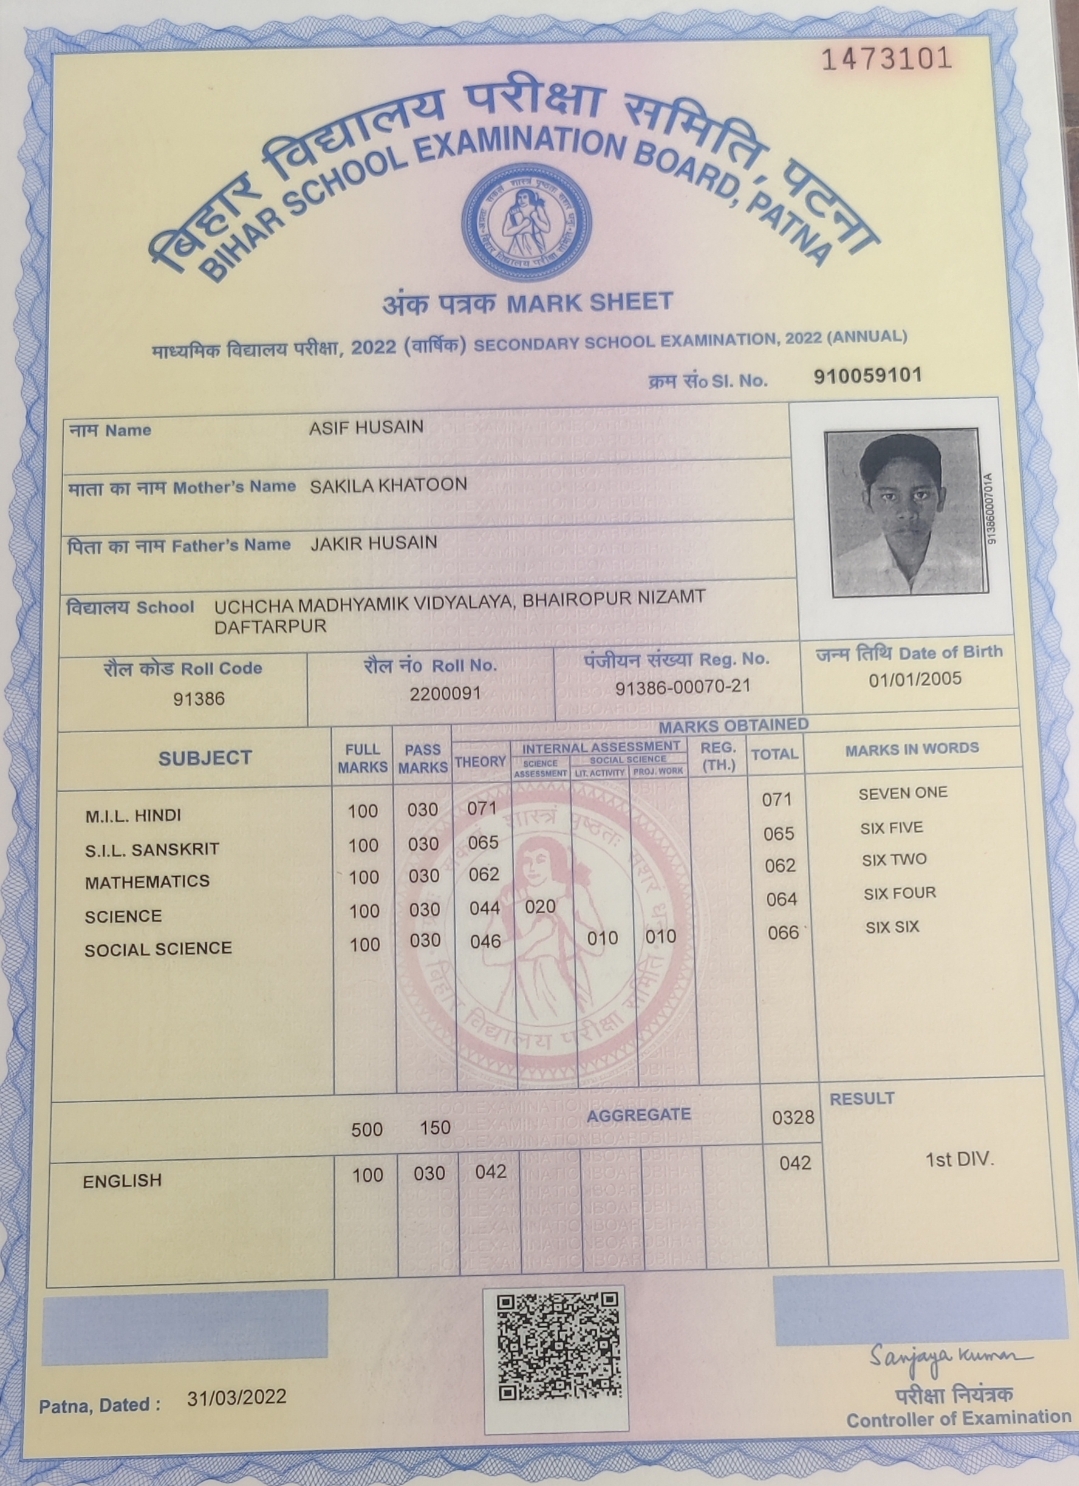 1473101
बिहार विद्यालय परीक्षा समिति, पटना
BIHAR SCHOOL EXAMINATION BOARD, PATNA
अंक पत्रक MARK SHEET
माध्यमिक विद्यालय परीक्षा, 2022 (वार्षिक) SECONDARY SCHOOL EXAMINATION, 2022 (ANNUAL)
क्रम सं० SI. No. 910059101
नाम Name ASIF HUSAIN
माता का नाम Mother's Name SAKILA KHATOON
पिता का नाम Father's Name JAKIR HUSAIN
91386000701A
विद्यालय School UCHCHA MADHYAMIK VIDYALAYA, BHAIROPUR NIZAMT
DAFTARPUR
रौल कोड Roll Code रौल नं० Roll No. पंजीयन संख्या Reg. No. जन्म तिथि Date of Birth
91386 2200091 91386-00070-21 01/01/2005
MARKS OBTAINED
SUBJECT FULL MARKS PASS MARKS THEORY INTERNAL ASSESSMENT REG. (TH.) TOTAL MARKS IN WORDS
SCIENCE ASSESSMENT SOCIAL SCIENCE
LIT. ACTIVITY PROJ. WORK
M.I.L. HINDI 100 030 071 071 SEVEN ONE
S.I.L. SANSKRIT 100 030 065 065 SIX FIVE
MATHEMATICS 100 030 062 062 SIX TWO
SCIENCE 100 030 044 020 064 SIX FOUR
SOCIAL SCIENCE 100 030 046 010 010 066 SIX SIX
बिहार विद्यालय परीक्षा समिति
500 150 AGGREGATE 0328 RESULT
ENGLISH 100 030 042 042 1st DIV.
Sanjaya Kumar
Patna, Dated : 31/03/2022
परीक्षा नियंत्रक
Controller of Examination